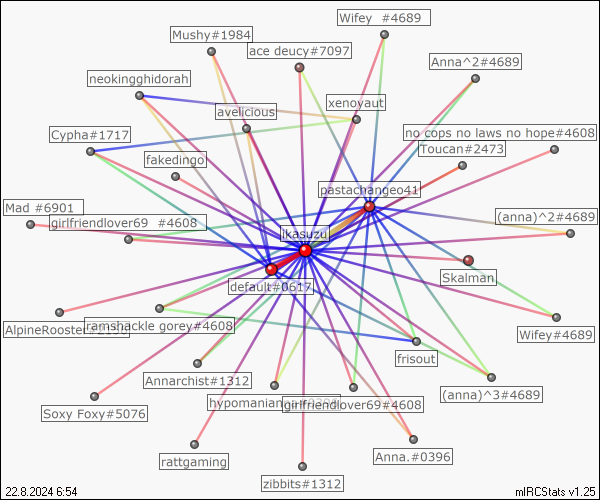 Wifey  #4689
Mushy#1984
ace deucy#7097
Anna^2#4689
neokingghidorah
xenoyaut
avelicious
Cypha#1717
no cops no laws no hope#4608
Toucan#2473
fakedingo
pastachangeo41
Mad #6901
girlfriendlover69  #4608
(anna)^2#4689
ikasuzu
Skalman
default#0617
AlpineRooster
ramshackle gorey#4608
Wifey#4689
frisout
Annarchist#1312
(anna)^3#4689
hypomanian
girlfriendlover69#4608
Soxy Foxy#5076
Anna.#0396
rattgaming
zibbits#1312
22.8.2024 6:54
mIRCStats v1.25